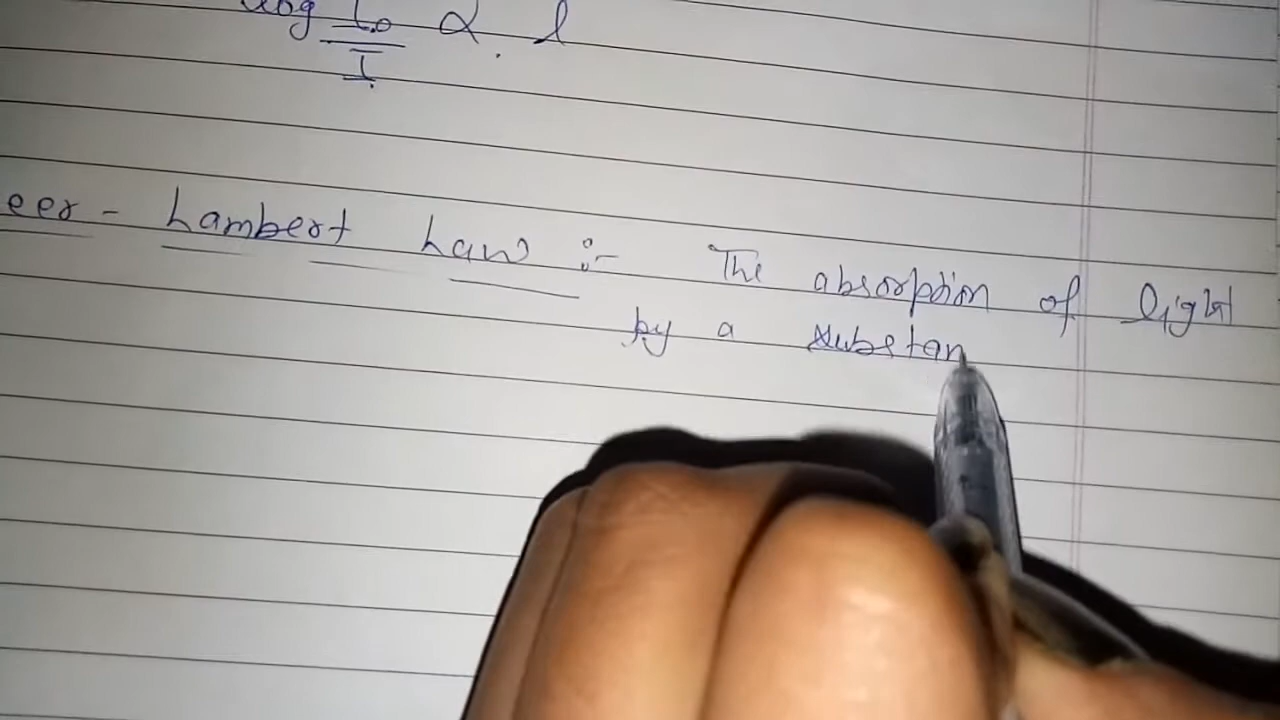 log I₀/I α. l
eer - Lambert Law :- The absorption of light
by a substan